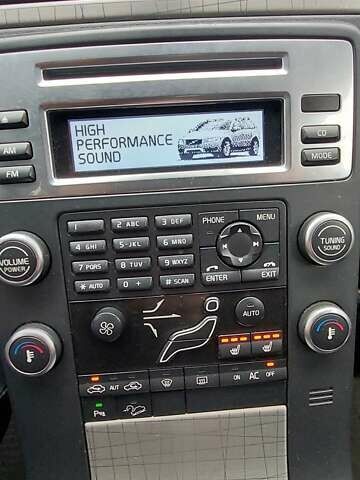 HIGH
PERFORMANCE
SOUND
AM
FM
CD
MODE
1 2 ABC 3 DEF
4 GHI 5 JKL 6 MNO
7 PQRS 8 TUV 9 WXYZ
* AUTO 0 + # SCAN
PHONE MENU
ENTER EXIT
VOLUME
POWER
TUNING
SOUND
AUTO
AUT
ON AC OFF
P